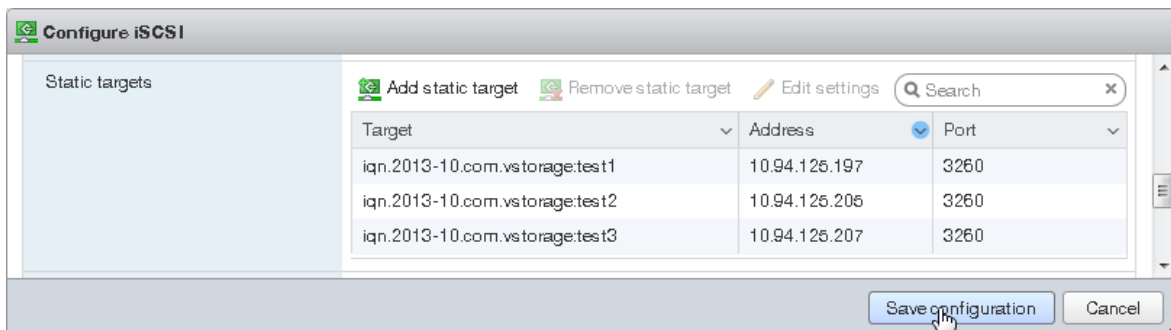 Configure iSCSI
Static targets
Add static target Remove static target Edit settings Search
Target Address Port
iqn.2013-10.com.vstorage:test1 10.94.125.197 3260
iqn.2013-10.com.vstorage:test2 10.94.125.205 3260
iqn.2013-10.com.vstorage:test3 10.94.125.207 3260
Save configuration Cancel